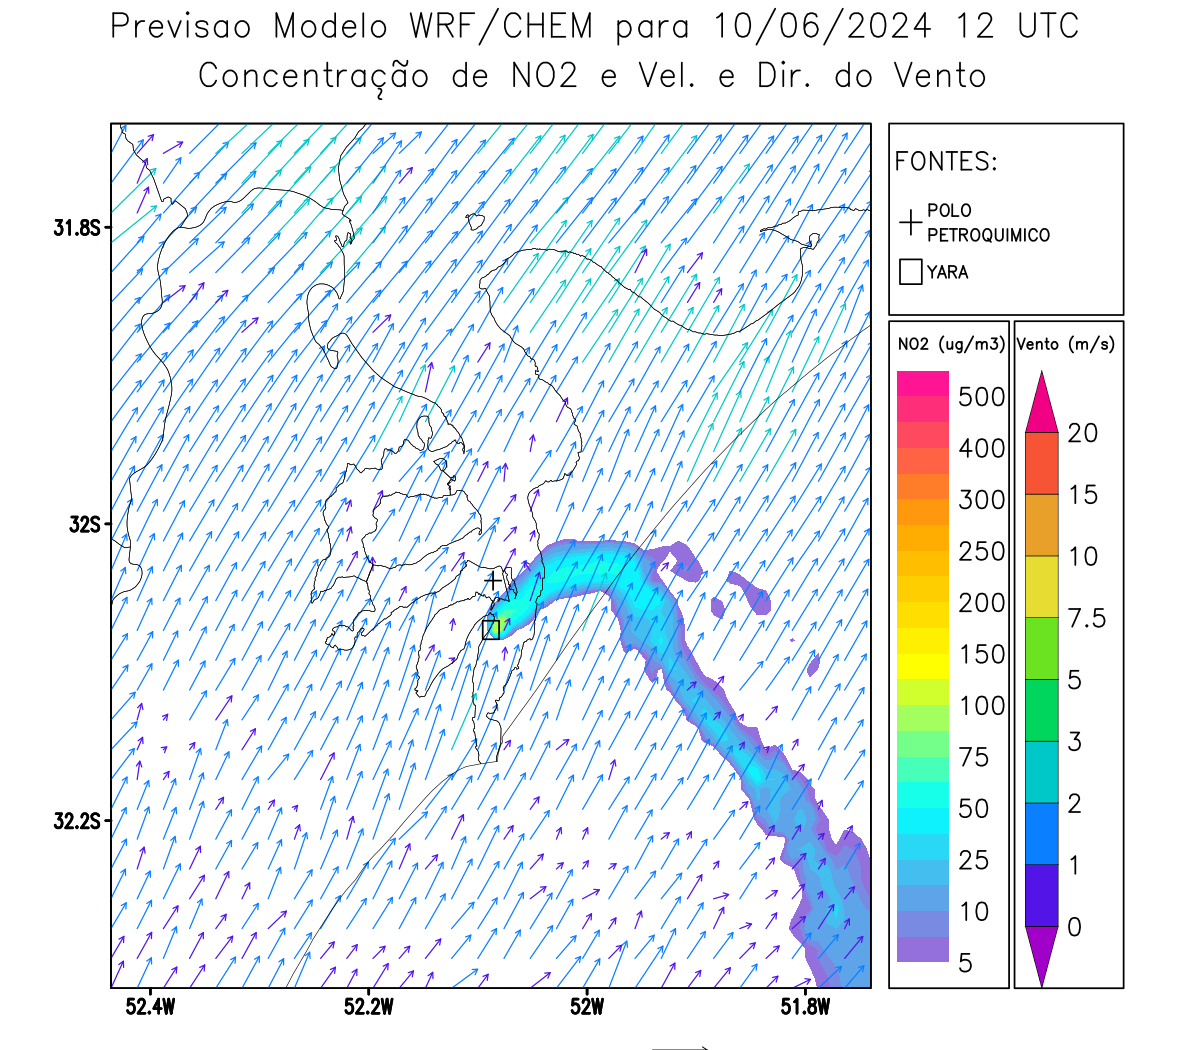 Previsao Modelo WRF/CHEM para 10/06/2024 12 UTC
Concentração de NO2 e Vel. e Dir. do Vento
FONTES:
POLO
PETROQUIMICO
YARA
NO2 (ug/m3)
500
400
300
250
200
150
100
75
50
25
10
5
Vento (m/s)
20
15
10
7.5
5
3
2
1
0
31.8S
32S
32.2S
52.4W
52.2W
52W
51.8W